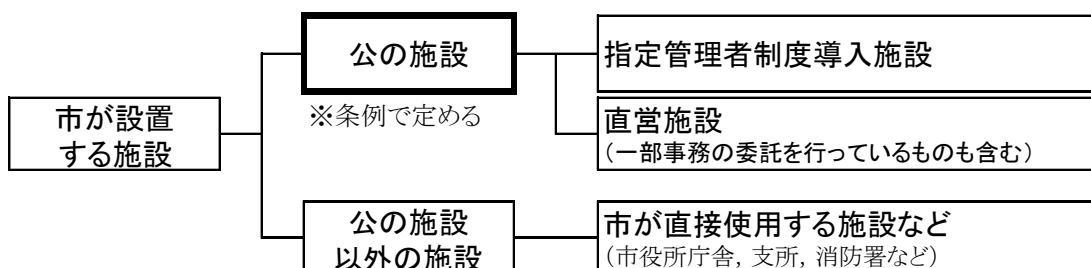 市が設置
する施設
公の施設
※条例で定める
指定管理者制度導入施設
直営施設
(一部事務の委託を行っているものも含む)
公の施設
以外の施設
市が直接使用する施設など
(市役所庁舎, 支所, 消防署など)